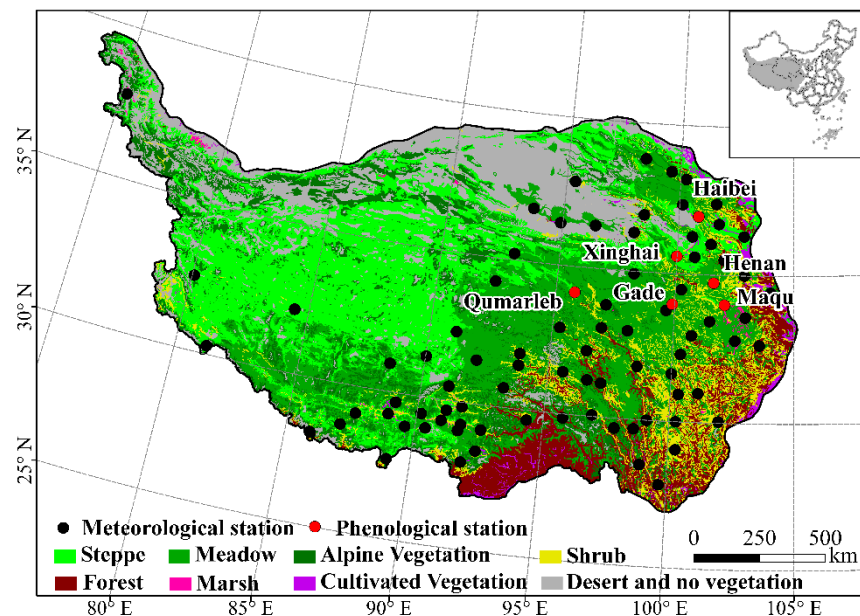 35° N
30° N
25° N
Haibei
Xinghai
Henan
Qumarleb
Gade
Maqu
Meteorological station
Phenological station
0 250 500
km
Steppe
Meadow
Alpine Vegetation
Shrub
Forest
Marsh
Cultivated Vegetation
Desert and no vegetation
80° E
85° E
90° E
95° E
100° E
105° E